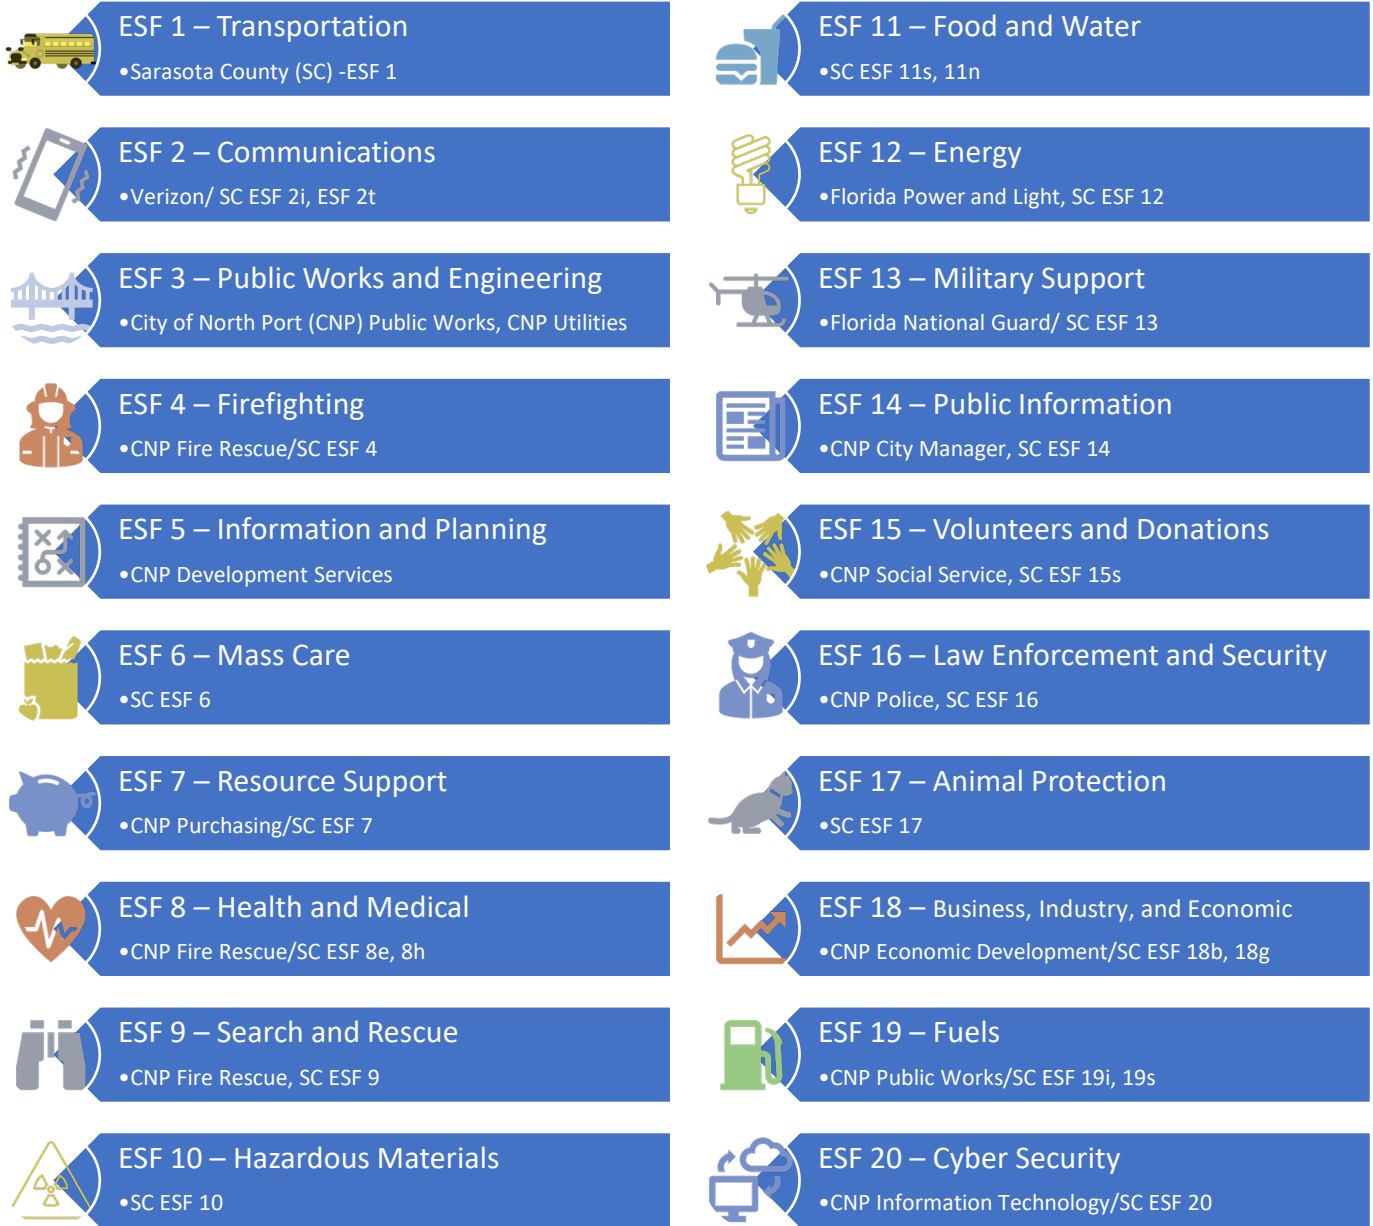 ESF 1 – Transportation
•Sarasota County (SC) -ESF 1
ESF 2 – Communications
•Verizon/ SC ESF 2i, ESF 2t
ESF 3 – Public Works and Engineering
•City of North Port (CNP) Public Works, CNP Utilities
ESF 4 – Firefighting
•CNP Fire Rescue/SC ESF 4
ESF 5 – Information and Planning
•CNP Development Services
ESF 6 – Mass Care
•SC ESF 6
ESF 7 – Resource Support
•CNP Purchasing/SC ESF 7
ESF 8 – Health and Medical
•CNP Fire Rescue/SC ESF 8e, 8h
ESF 9 – Search and Rescue
•CNP Fire Rescue, SC ESF 9
ESF 10 – Hazardous Materials
•SC ESF 10
ESF 11 – Food and Water
•SC ESF 11s, 11n
ESF 12 – Energy
•Florida Power and Light, SC ESF 12
ESF 13 – Military Support
•Florida National Guard/ SC ESF 13
ESF 14 – Public Information
•CNP City Manager, SC ESF 14
ESF 15 – Volunteers and Donations
•CNP Social Service, SC ESF 15s
ESF 16 – Law Enforcement and Security
•CNP Police, SC ESF 16
ESF 17 – Animal Protection
•SC ESF 17
ESF 18 – Business, Industry, and Economic
•CNP Economic Development/SC ESF 18b, 18g
ESF 19 – Fuels
•CNP Public Works/SC ESF 19i, 19s
ESF 20 – Cyber Security
•CNP Information Technology/SC ESF 20